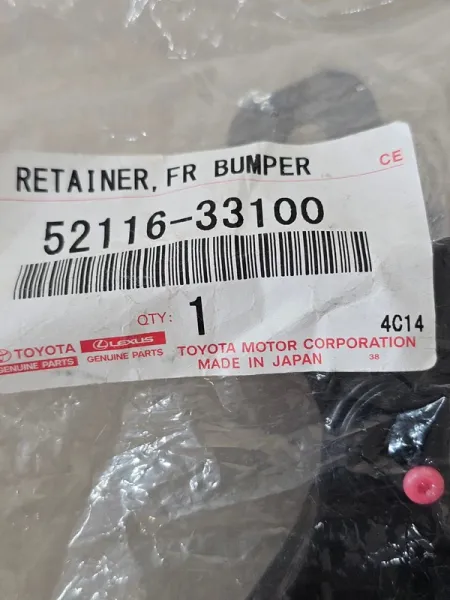 RETAINER, FR BUMPER
CE
52116-33100
QTY: 1
4C14
TOYOTA
GENUINE PARTS
LEXUS
GENUINE PARTS
TOYOTA MOTOR CORPORATION
MADE IN JAPAN
38